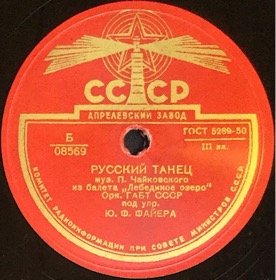 СССР
АПРЕЛЕВСКИЙ ЗАВОД
Б
08569
ГОСТ 5289-50
III кл.
РУССКИЙ ТАНЕЦ
муз. П. Чайковского
из балета „Лебединое озеро"
Орк. ГАБТ СССР
под упр.
Ю. Ф. ФАЙЕРА
КОМИТЕТ РАДИОИНФОРМАЦИИ ПРИ СОВЕТЕ МИНИСТРОВ СССР